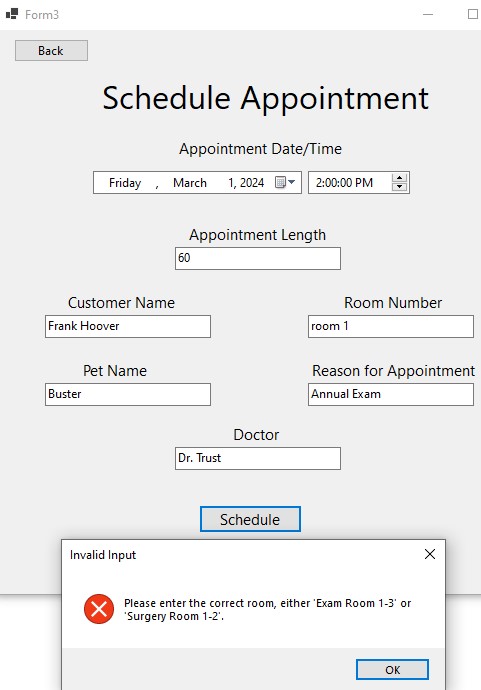 Form3
Back
Schedule Appointment
Appointment Date/Time
Friday , March 1, 2024 2:00:00 PM
Appointment Length
60
Customer Name Room Number
Frank Hoover room 1
Pet Name Reason for Appointment
Buster Annual Exam
Doctor
Dr. Trust
Schedule
Invalid Input
Please enter the correct room, either 'Exam Room 1-3' or
'Surgery Room 1-2'.
OK